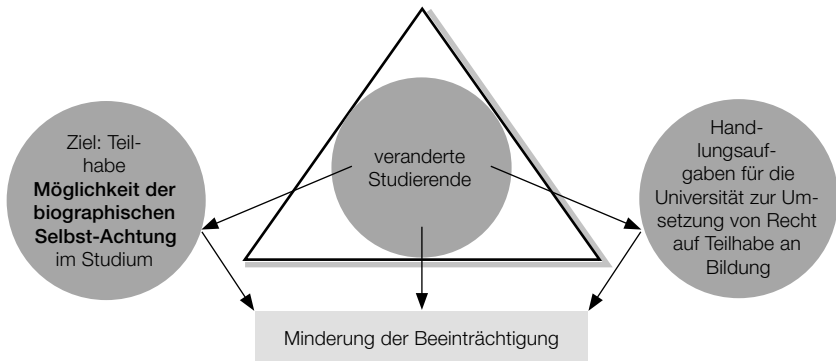 Ziel: Teil-
habe
Möglichkeit der
biographischen
Selbst-Achtung
im Studium
veranderte
Studierende
Hand-
lungsauf-
gaben für die
Universität zur Um-
setzung von Recht
auf Teilhabe an
Bildung
Minderung der Beeinträchtigung